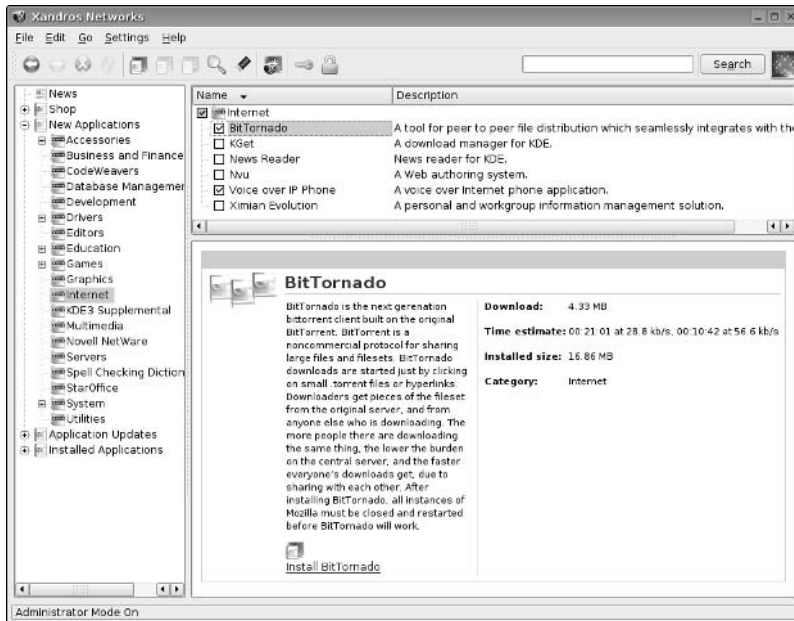 Xandros Networks
File Edit Go Settings Help
Search
News
Shop
New Applications
Accessories
Business and Finance
CodeWeavers
Database Managemer
Development
Drivers
Editors
Education
Games
Graphics
Internet
KDE3 Supplemental
Multimedia
Novell NetWare
Servers
Spell Checking Diction
StarOffice
System
Utilities
Application Updates
Installed Applications
Name Description
Internet
BitTornado A tool for peer to peer file distribution which seamlessly integrates with the
KGet A download manager for KDE.
News Reader News reader for KDE.
Nvu A Web authoring system.
Voice over IP Phone A voice over Internet phone application.
Ximian Evolution A personal and workgroup information management solution.
BitTornado
BitTornado is the next gerenation
bittorrent client built on the original
BitTorrent. BitTorrent is a
noncommercial protocol for sharing
large files and filesets. BitTornado
downloads are started just by clicking
on small .torrent files or hyperlinks.
Downloaders get pieces of the fileset
from the original server, and from
anyone else who is downloading. The
more people there are downloading
the same thing, the lower the burden
on the central server, and the faster
everyone's downloads get, due to
sharing with each other. After
installing BitTornado, all instances of
Mozilla must be closed and restarted
before BitTornado will work.
Install BitTornado
Download: 4.33 MB
Time estimate: 00:21:01 at 28.8 kb/s, 00:10:42 at 56.6 kb/s
Installed size: 16.86 MB
Category: Internet
Administrator Mode On